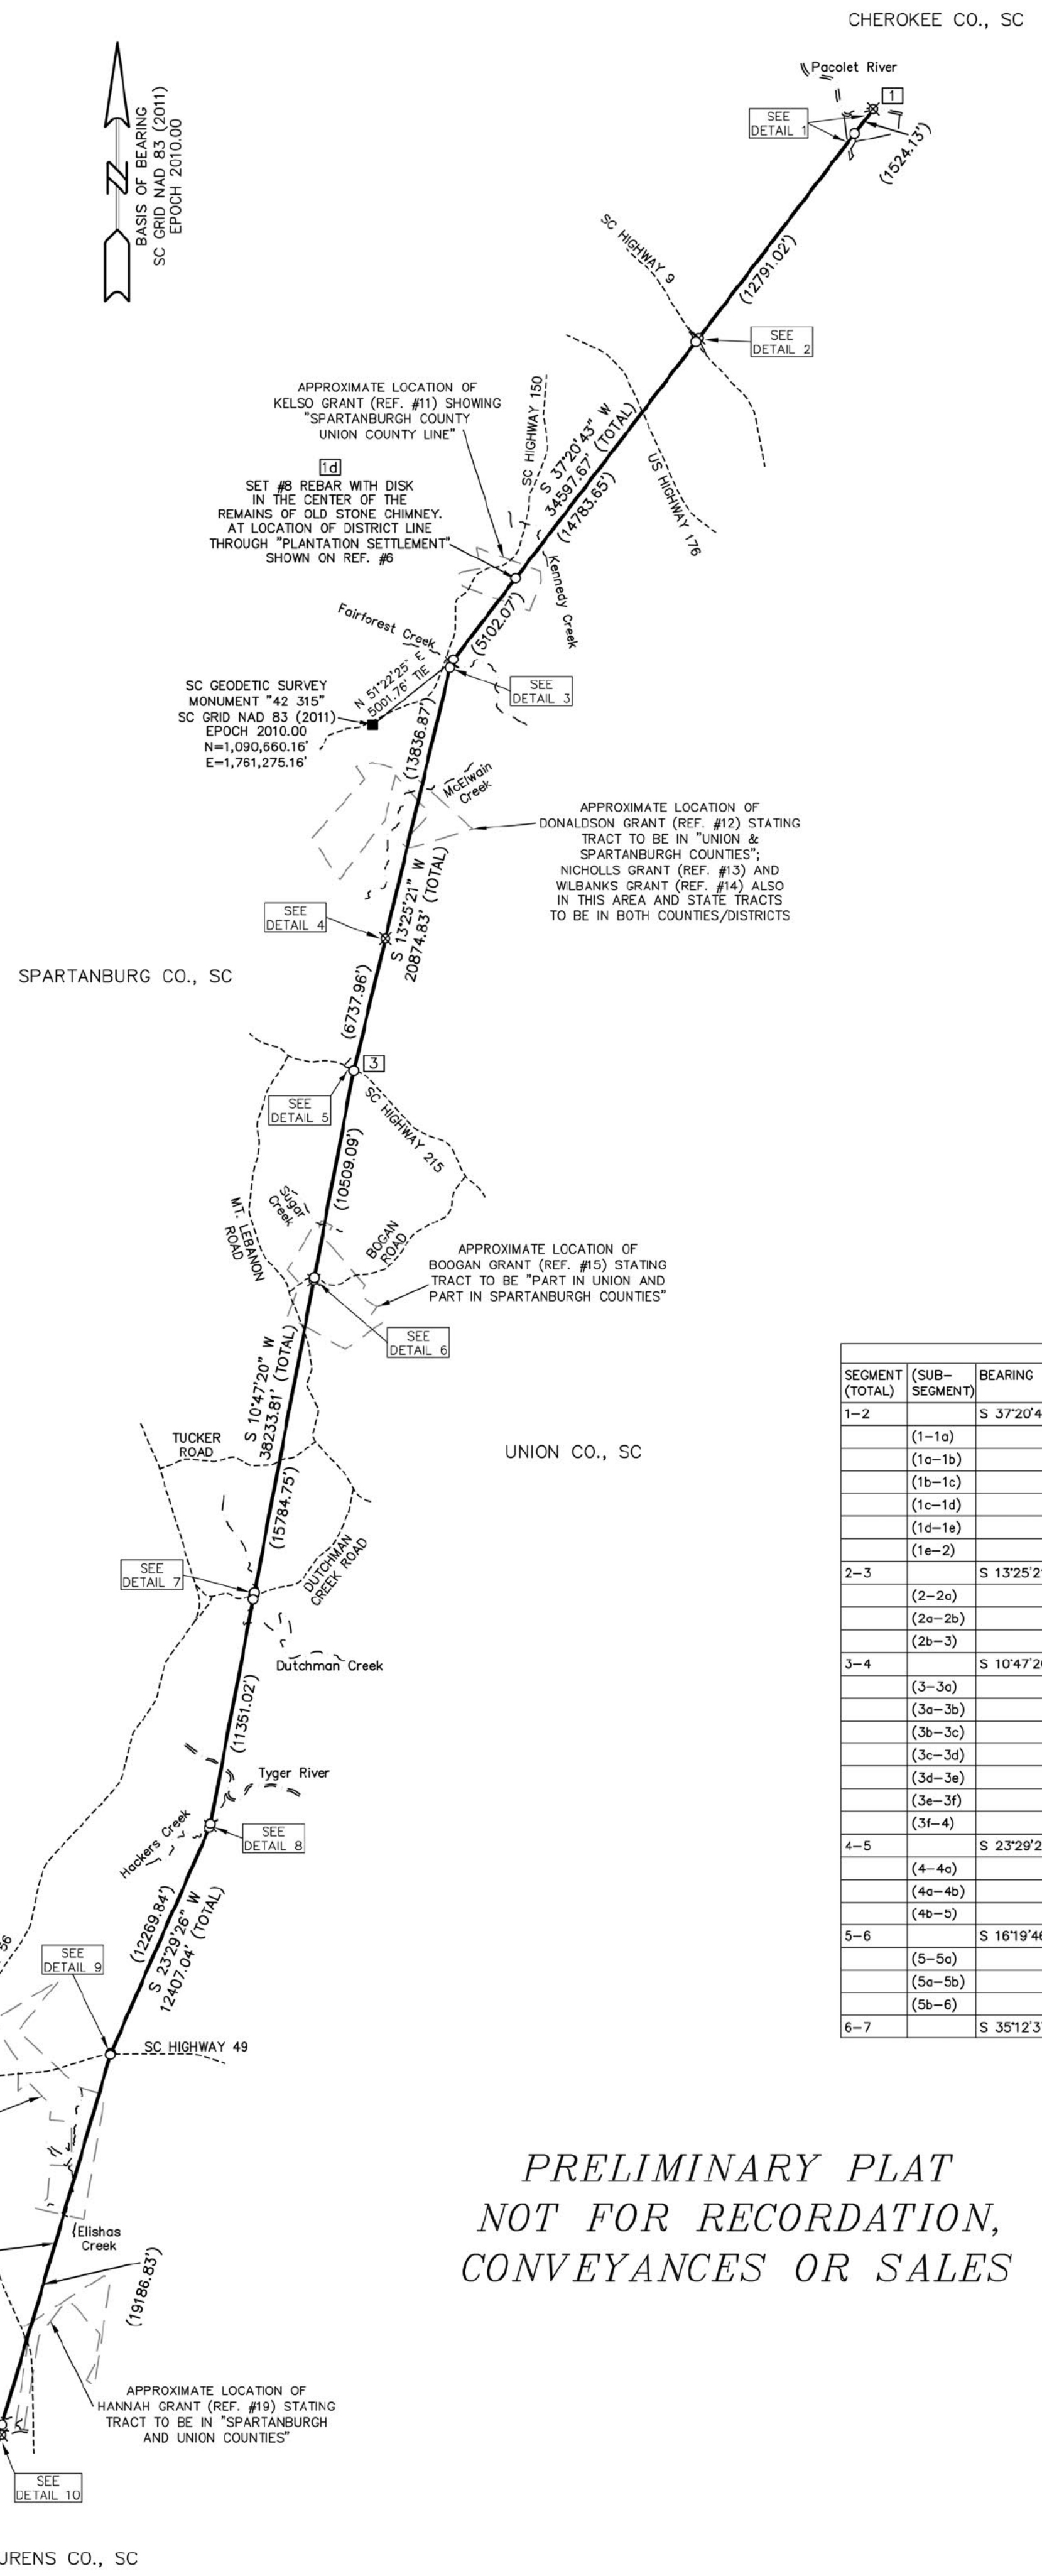 CHEROKEE CO., SC
Pacolet River
1
SEE
DETAIL 1
(1524.13')
N
BASIS OF BEARING
SC GRID NAD 83 (2011)
EPOCH 2010.00
(12791.02')
SC HIGHWAY 9
SEE
DETAIL 2
APPROXIMATE LOCATION OF
KELSO GRANT (REF. #11) SHOWING
"SPARTANBURGH COUNTY
UNION COUNTY LINE"
SC HIGHWAY 150
S 37°20'43" W
34597.67' (TOTAL)
(14783.65')
US HIGHWAY 176
1d
SET #8 REBAR WITH DISK
IN THE CENTER OF THE
REMAINS OF OLD STONE CHIMNEY.
AT LOCATION OF DISTRICT LINE
THROUGH "PLANTATION SETTLEMENT"
SHOWN ON REF. #6
Kennedy Creek
(5102.07')
Fairforest Creek
N 51°22'25" E
5001.76' TIE
SEE
DETAIL 3
SC GEODETIC SURVEY
MONUMENT "42 315"
SC GRID NAD 83 (2011)
EPOCH 2010.00
N=1,090,660.16'
E=1,761,275.16'
(13836.87')
McElwain
Creek
APPROXIMATE LOCATION OF
DONALDSON GRANT (REF. #12) STATING
TRACT TO BE IN "UNION &
SPARTANBURGH COUNTIES";
NICHOLLS GRANT (REF. #13) AND
WILBANKS GRANT (REF. #14) ALSO
IN THIS AREA AND STATE TRACTS
TO BE IN BOTH COUNTIES/DISTRICTS
S 13°25'21" W
20874.83' (TOTAL)
SEE
DETAIL 4
SPARTANBURG CO., SC
(6737.96')
3
SEE
DETAIL 5
SC HIGHWAY 215
(10509.09')
Sugar
Creek
MT. LEBANON
ROAD
BOGAN
ROAD
APPROXIMATE LOCATION OF
BOOGAN GRANT (REF. #15) STATING
TRACT TO BE "PART IN UNION AND
PART IN SPARTANBURGH COUNTIES"
SEE
DETAIL 6
S 10°47'20" W
38233.81' (TOTAL)
TUCKER
ROAD
UNION CO., SC
(15784.75')
SEE
DETAIL 7
DUTCHMAN
CREEK ROAD
Dutchman Creek
(11351.02')
Tyger River
Hackers Creek
SEE
DETAIL 8
(12269.84')
S 23°29'26" W
12407.04' (TOTAL)
56
SEE
DETAIL 9
SC HIGHWAY 49
Elishas
Creek
(19186.83')
APPROXIMATE LOCATION OF
HANNAH GRANT (REF. #19) STATING
TRACT TO BE IN "SPARTANBURGH
AND UNION COUNTIES"
SEE
DETAIL 10
URENS CO., SC
SEGMENT (SUB- BEARING
(TOTAL) SEGMENT)
1-2 S 37°20'4
(1-1a)
(1a-1b)
(1b-1c)
(1c-1d)
(1d-1e)
(1e-2)
2-3 S 13°25'2
(2-2a)
(2a-2b)
(2b-3)
3-4 S 10°47'20
(3-3a)
(3a-3b)
(3b-3c)
(3c-3d)
(3d-3e)
(3e-3f)
(3f-4)
4-5 S 23°29'2
(4-4a)
(4a-4b)
(4b-5)
5-6 S 16°19'46
(5-5a)
(5a-5b)
(5b-6)
6-7 S 35°12'3
PRELIMINARY PLAT
NOT FOR RECORDATION,
CONVEYANCES OR SALES